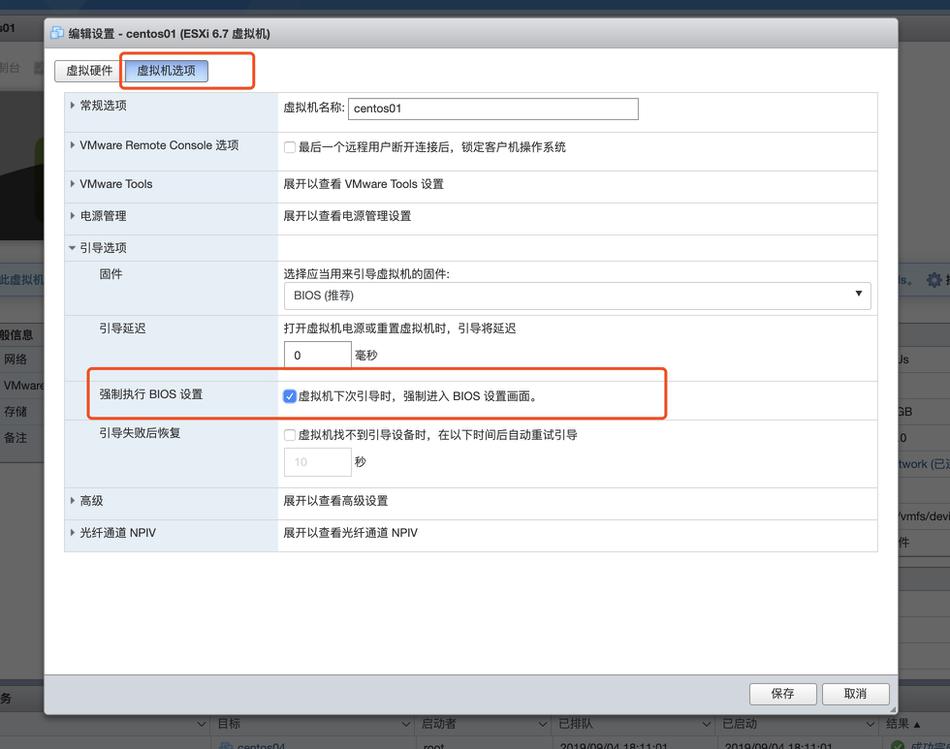 s01
编辑设置 - centos01 (ESXi 6.7 虚拟机)
制台
虚拟硬件
虚拟机选项
常规选项
虚拟机名称: centos01
VMware Remote Console 选项
最后一个远程用户断开连接后，锁定客户机操作系统
VMware Tools
展开以查看 VMware Tools 设置
电源管理
展开以查看电源管理设置
引导选项
固件
选择应当用来引导虚拟机的固件:
BIOS (推荐)
引导延迟
打开虚拟机电源或重置虚拟机时，引导将延迟
0 毫秒
强制执行 BIOS 设置
虚拟机下次引导时，强制进入 BIOS 设置画面。
引导失败后恢复
虚拟机找不到引导设备时，在以下时间后自动重试引导
10 秒
高级
展开以查看高级设置
光纤通道 NPIV
展开以查看光纤通道 NPIV
此虚拟机
般信息
网络
VMware
存储
备注
ls。
Js
GB
.0
twork (已
/vmfs/devi
件
保存
取消
务
目标
启动者
已排队
已启动
结果 ▲
centos04
root
2019/09/04 18:11:01
2019/09/04 18:11:01
成功完